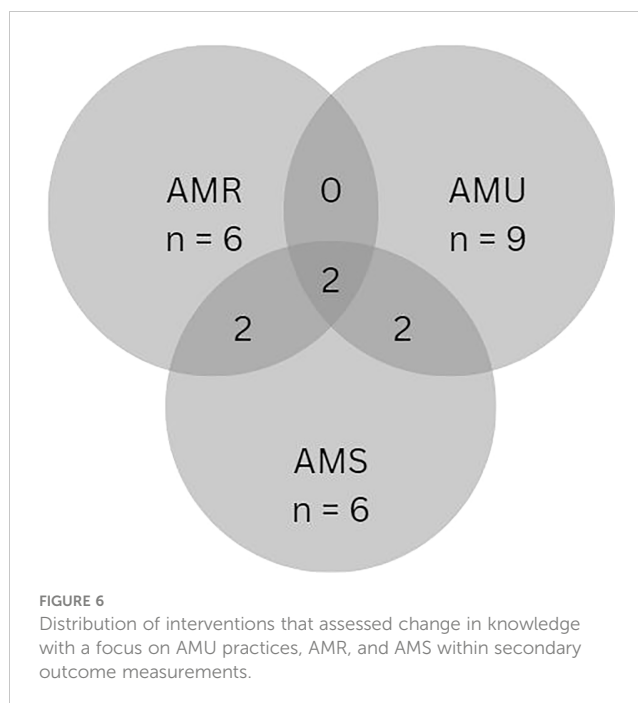 AMR
n = 6
0
AMU
n = 9
2
2
2
AMS
n = 6
FIGURE 6
Distribution of interventions that assessed change in knowledge
with a focus on AMU practices, AMR, and AMS within secondary
outcome measurements.